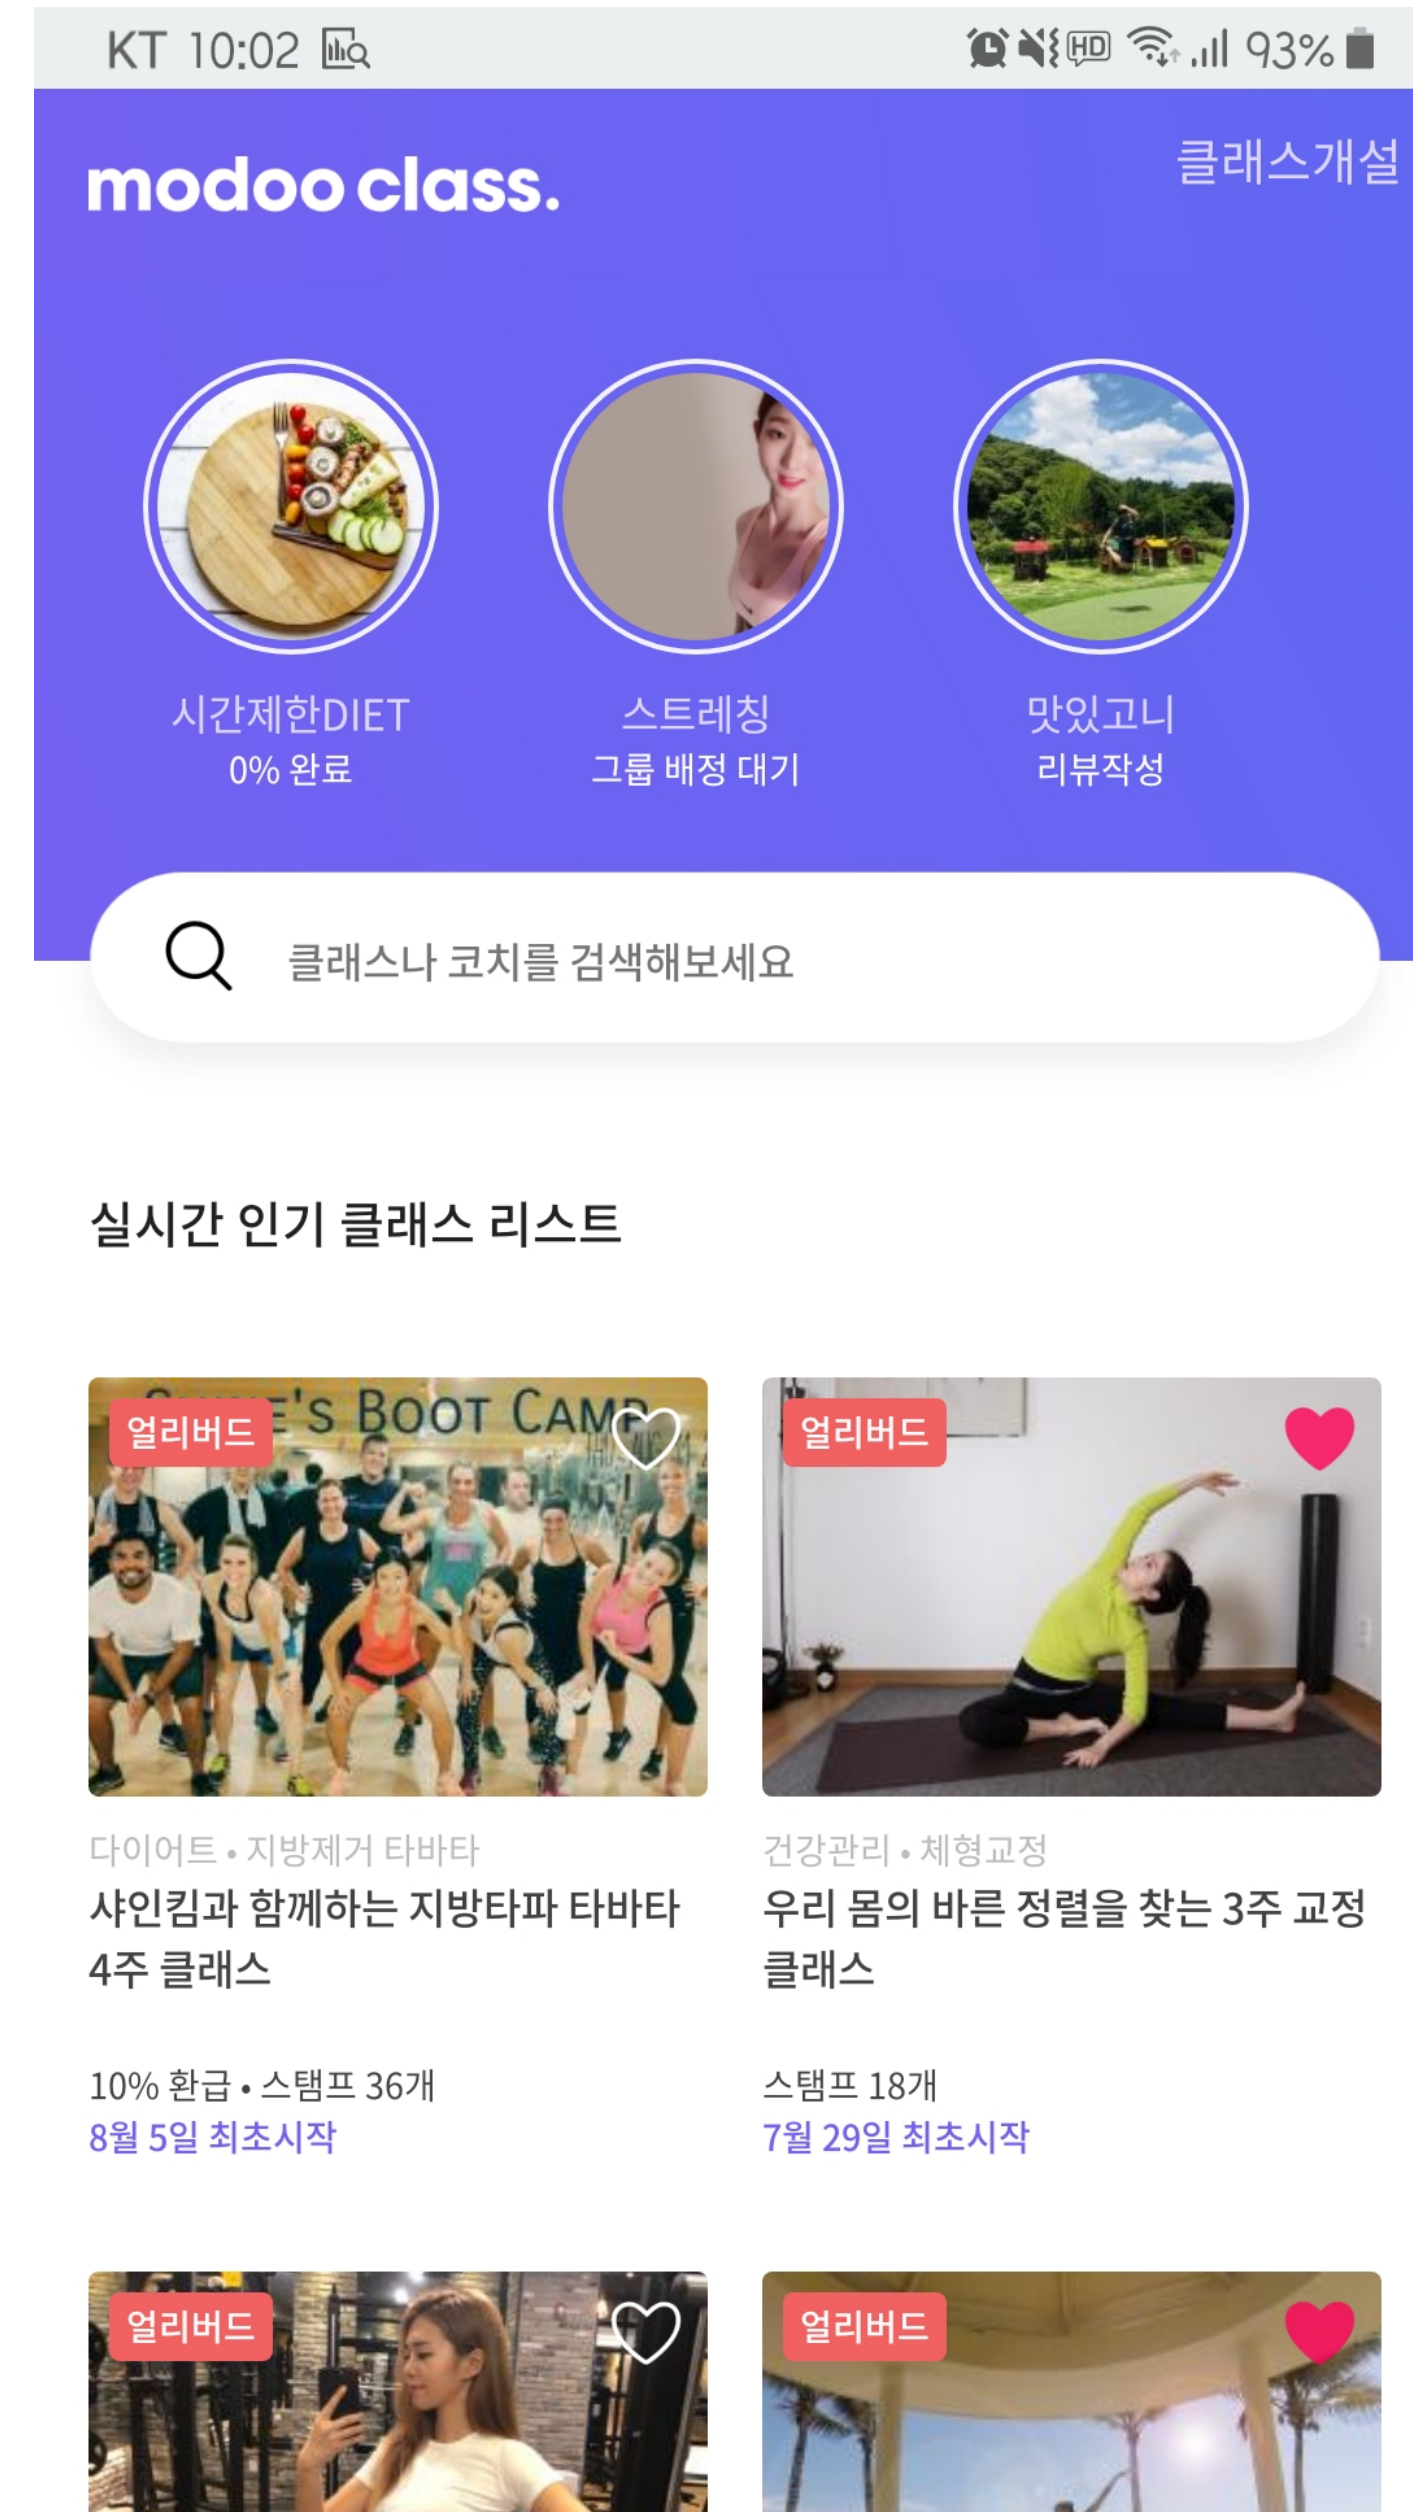 KT 10:02
HD 93%
modoo class.
클래스개설
시간제한DIET
0% 완료
스트레칭
그룹 배정 대기
맛있고니
리뷰작성
클래스나 코치를 검색해보세요
실시간 인기 클래스 리스트
얼리버드
'S BOOT CAMP
얼리버드
다이어트 • 지방제거 타바타
샤인킴과 함께하는 지방타파 타바타
4주 클래스
10% 환급 • 스탬프 36개
8월 5일 최초시작
건강관리 • 체형교정
우리 몸의 바른 정렬을 찾는 3주 교정
클래스
스탬프 18개
7월 29일 최초시작
얼리버드
얼리버드